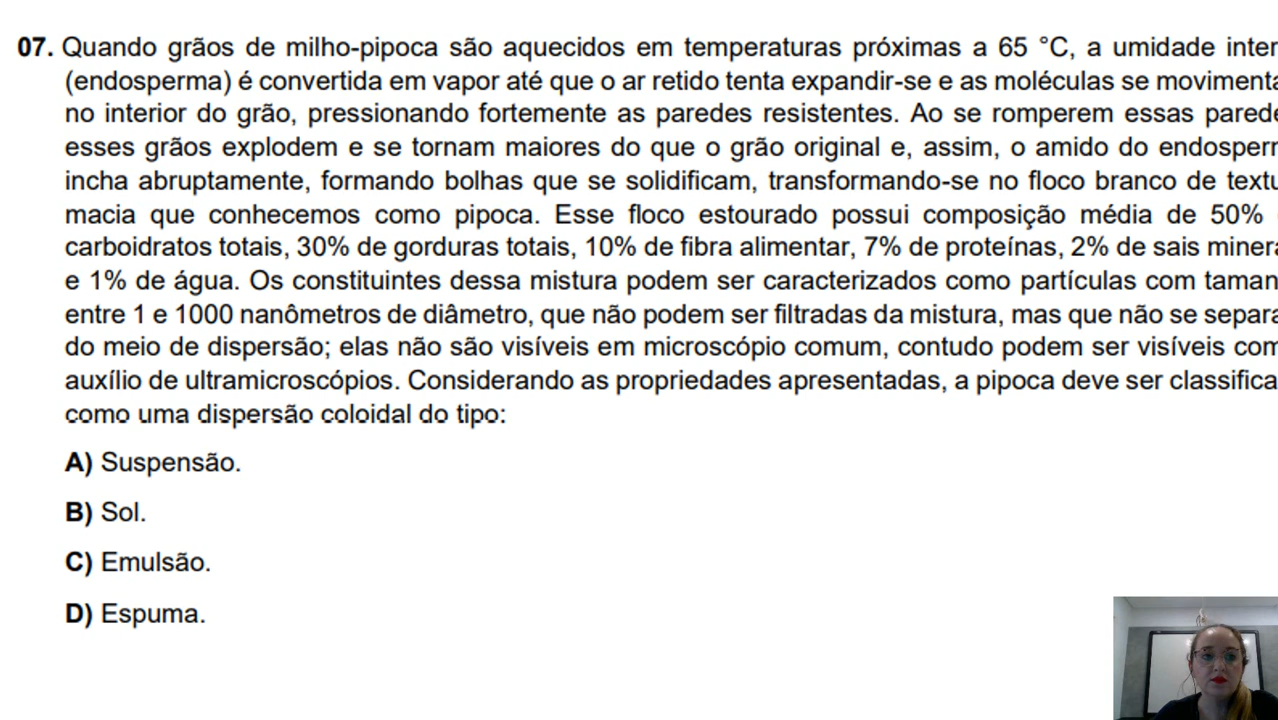 07. Quando grãos de milho-pipoca são aquecidos em temperaturas próximas a 65 °C, a umidade inter
(endosperma) é convertida em vapor até que o ar retido tenta expandir-se e as moléculas se movimenta
no interior do grão, pressionando fortemente as paredes resistentes. Ao se romperem essas parede
esses grãos explodem e se tornam maiores do que o grão original e, assim, o amido do endosperm
incha abruptamente, formando bolhas que se solidificam, transformando-se no floco branco de textu
macia que conhecemos como pipoca. Esse floco estourado possui composição média de 50%
carboidratos totais, 30% de gorduras totais, 10% de fibra alimentar, 7% de proteínas, 2% de sais minera
e 1% de água. Os constituintes dessa mistura podem ser caracterizados como partículas com taman
entre 1 e 1000 nanômetros de diâmetro, que não podem ser filtradas da mistura, mas que não se separa
do meio de dispersão; elas não são visíveis em microscópio comum, contudo podem ser visíveis com
auxílio de ultramicroscópios. Considerando as propriedades apresentadas, a pipoca deve ser classifica
como uma dispersão coloidal do tipo:
A) Suspensão.
B) Sol.
C) Emulsão.
D) Espuma.